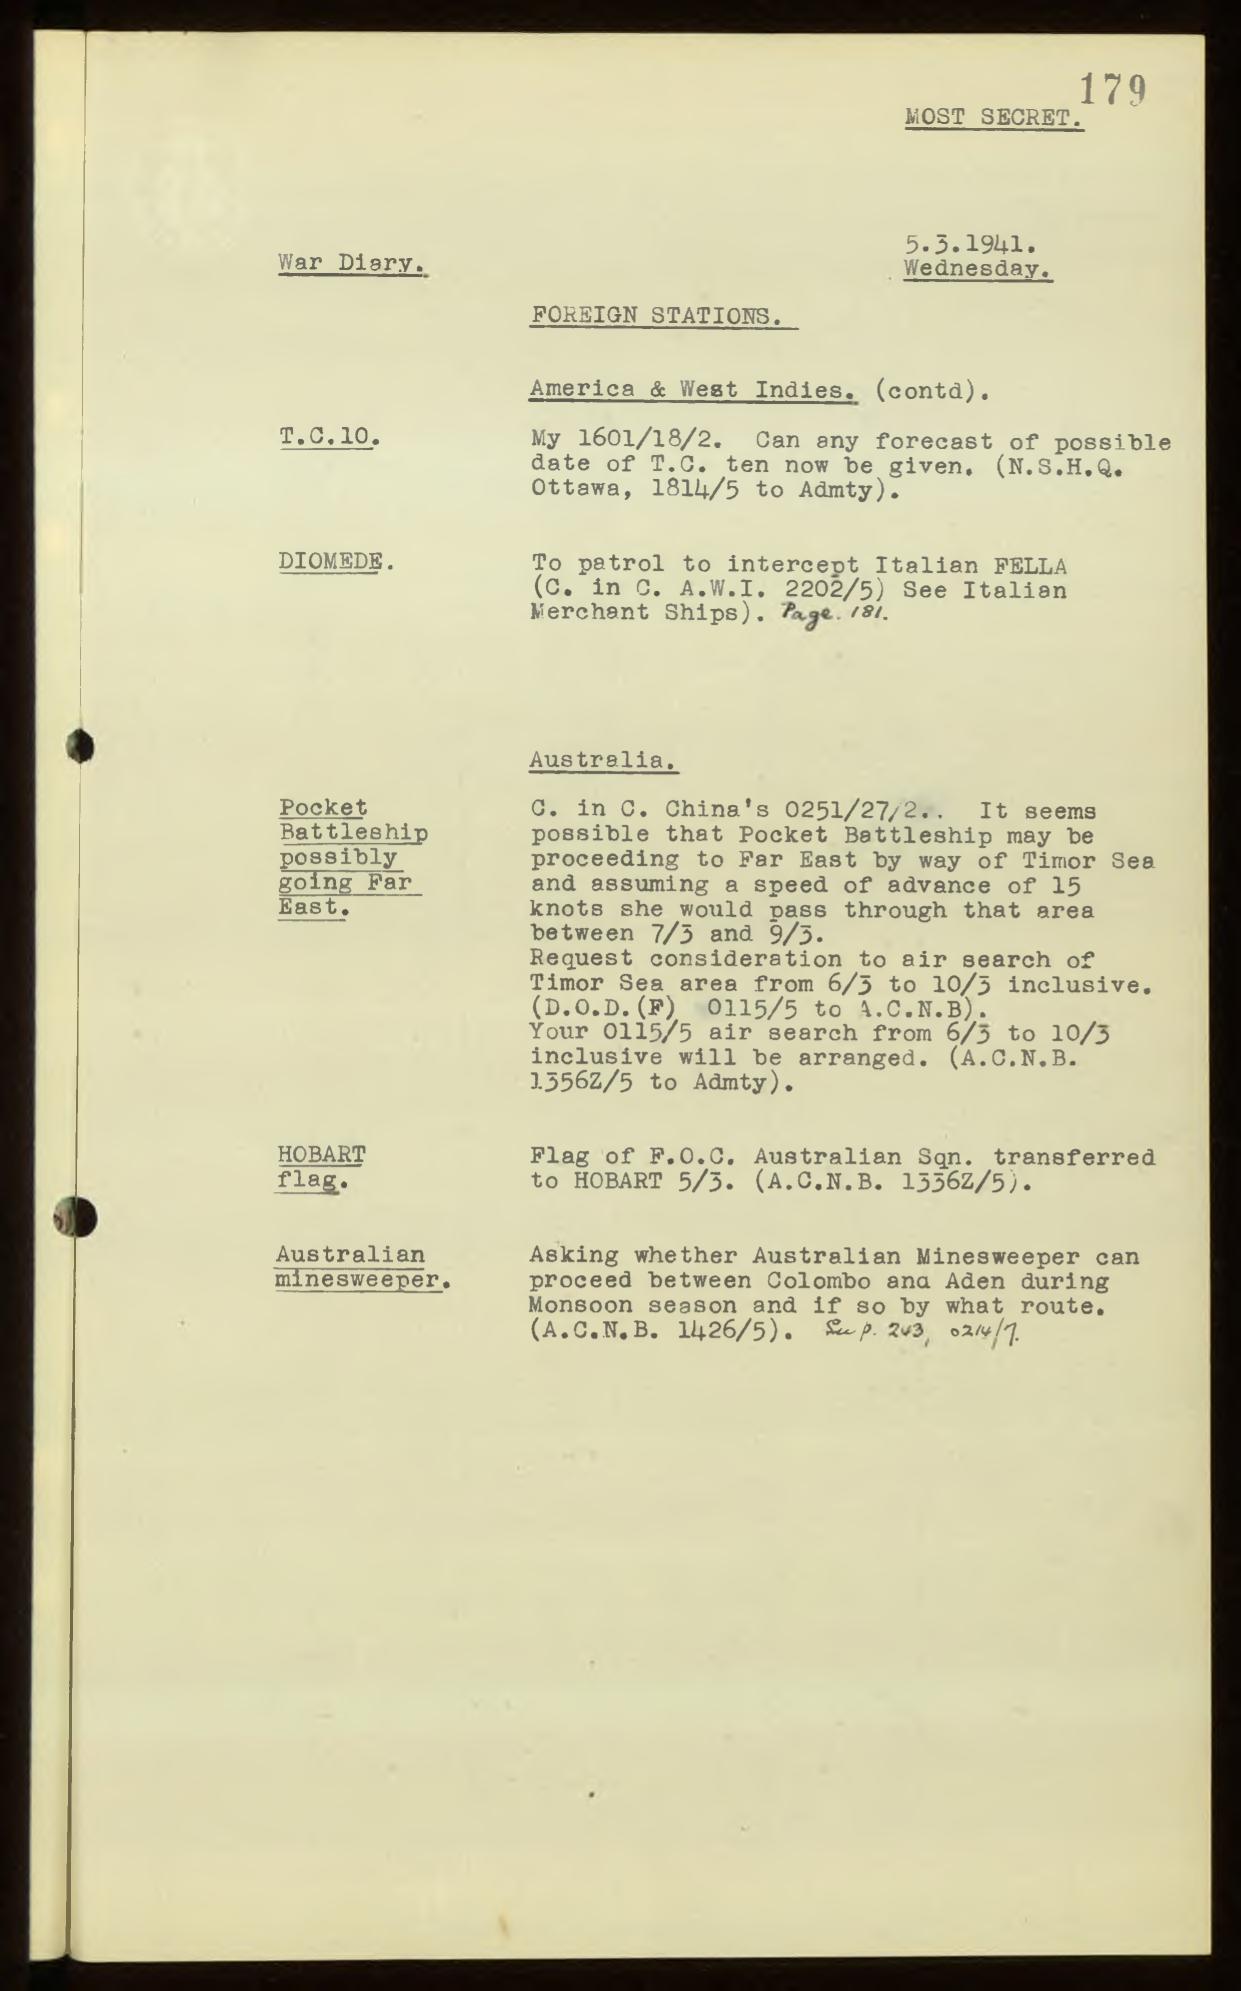 179
MOST SECRET.
5.3.1941.
War Diary.
Wednesday.
FOREIGN STATIONS.
America & West Indies. (contd).
T.C.10.
My 1601/18/2. Can any forecast of possible
date of T.C. ten now be given. (N.S.H.Q.
Ottawa, 1814/5 to Admty).
DIOMEDE.
To patrol to intercept Italian FELLA
(C. in C. A.W.I. 2202/5) See Italian
Merchant Ships). Page. 181.
Australia.
Pocket
Battleship
possibly
going Far
East.
C. in C. China's 0251/27/2.. It seems
possible that Pocket Battleship may be
proceeding to Far East by way of Timor Sea
and assuming a speed of advance of 15
knots she would pass through that area
between 7/3 and 9/3.
Request consideration to air search of
Timor Sea area from 6/3 to 10/3 inclusive.
(D.O.D.(F) 0115/5 to A.C.N.B).
Your 0115/5 air search from 6/3 to 10/3
inclusive will be arranged. (A.C.N.B.
1356Z/5 to Admty).
HOBART
flag.
Flag of F.O.C. Australian Sqn. transferred
to HOBART 5/3. (A.C.N.B. 1336Z/5).
Australian
minesweeper.
Asking whether Australian Minesweeper can
proceed between Colombo and Aden during
Monsoon season and if so by what route.
(A.C.N.B. 1426/5). See p. 243, 0214/7.